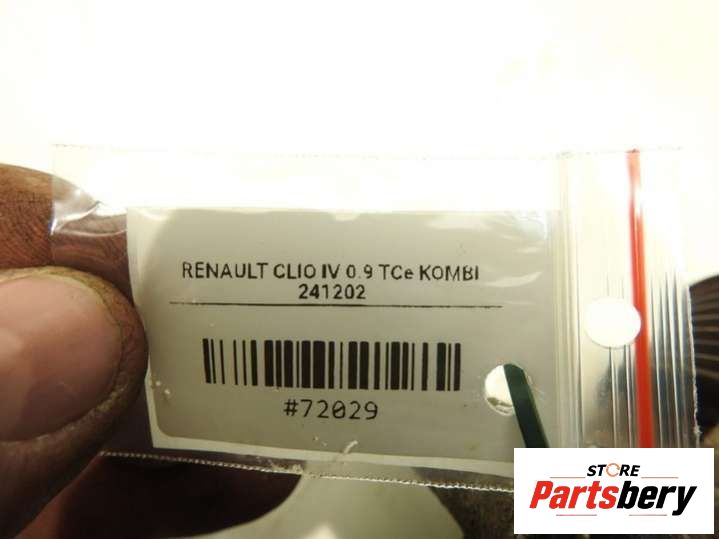 RENAULT CLIO IV 0.9 TCe KOMBI
241202
#72029
STORE
Partsbery